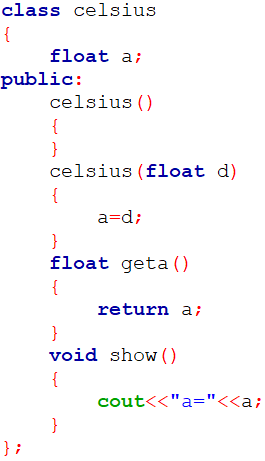 class celsius
{
    float a;
public:
    celsius()
    {
    }
    celsius(float d)
    {
        a=d;
    }
    float geta()
    {
        return a;
    }
    void show()
    {
        cout<<"a="<<a;
    }
};